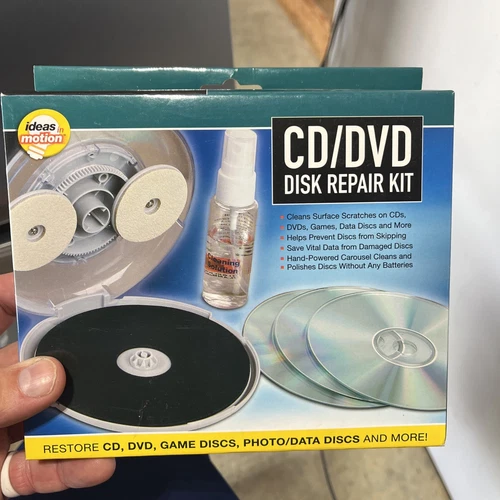 ideas in
motion
CD/DVD
DISK REPAIR KIT
Cleans Surface Scratches on CDs,
DVDs, Games, Data Discs and More
Helps Prevent Discs from Skipping
Save Vital Data from Damaged Discs
Hand-Powered Carousel Cleans and
Polishes Discs Without Any Batteries
Cleaning
Solution
RESTORE CD, DVD, GAME DISCS, PHOTO/DATA DISCS AND MORE!